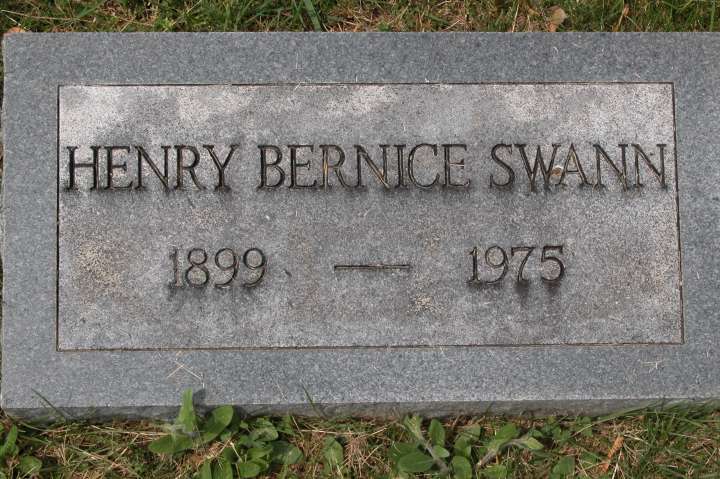 HENRY BERNICE SWANN
1899 — 1975